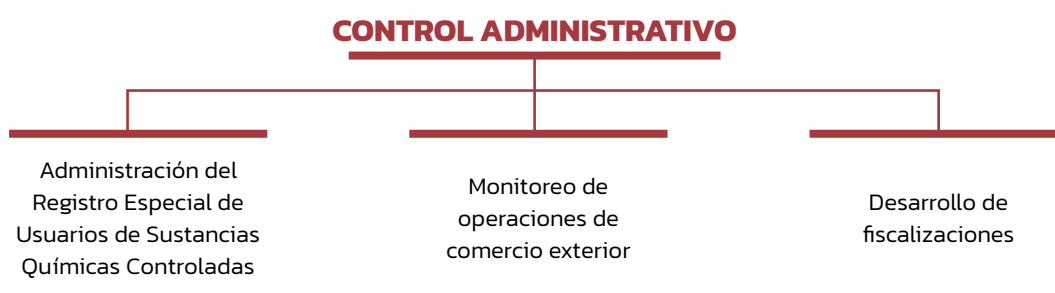 CONTROL ADMINISTRATIVO
Administración del
Registro Especial de
Usuarios de Sustancias
Químicas Controladas
Monitoreo de
operaciones de
comercio exterior
Desarrollo de
fiscalizaciones